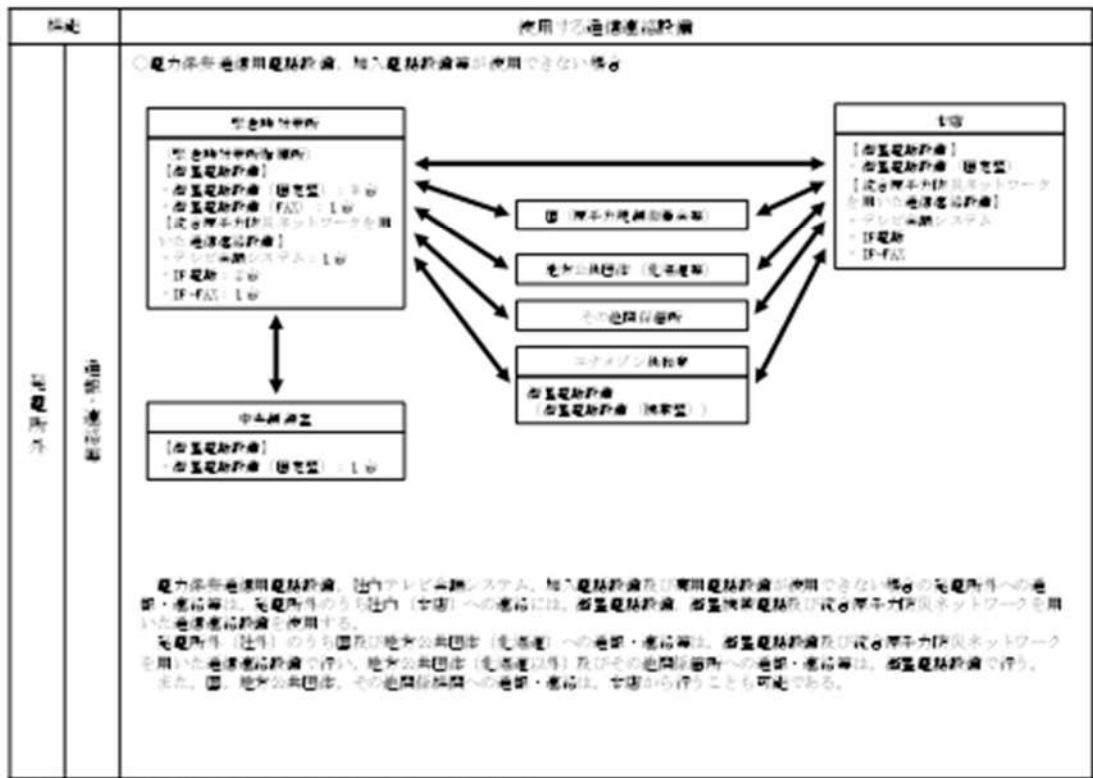 機能
使用する通信連絡設備
発電所外
通報・連絡等
○電力保安通信用電話設備、加入電話設備等が使用できない場合
緊急時対策所
(緊急時対策所指揮所)
【衛星電話設備】
・衛星電話設備(固定型):3台
・衛星電話設備(FAX):1台
【統合原子力防災ネットワークを用
いた通信連絡設備】
・テレビ会議システム:1台
・IP電話
・IP-FAX:1台
本店
【衛星電話設備】
・衛星電話設備(固定型)
【統合原子力防災ネットワーク
を用いた通信連絡設備】
・テレビ会議システム
・IP電話
・IP-FAX
国(原子力規制委員会等)
地方公共団体(北海道等)
その他関係箇所
モナメゾン共和寮
衛星電話設備
(衛星電話設備(携帯型))
中央制御室
【衛星電話設備】
・衛星電話設備(固定型):1台
電力保安通信用電話設備、社内テレビ会議システム、加入電話設備及び専用電話設備が使用できない場合の発電所外への通
報・連絡等は、発電所外のうち社内(本店)への連絡には、衛星電話設備、衛星携帯電話及び統合原子力防災ネットワークを用
いた通信連絡設備を使用する。
発電所外(社外)のうち国及び地方公共団体(北海道)への通報・連絡等は、衛星電話設備及び統合原子力防災ネットワーク
を用いた通信連絡設備で行い、地方公共団体(北海道以外)及びその他関係箇所への通報・連絡等は、衛星電話設備で行う。
また、国、地方公共団体、その他関係機関への通報・連絡は、本店から行うことも可能である。